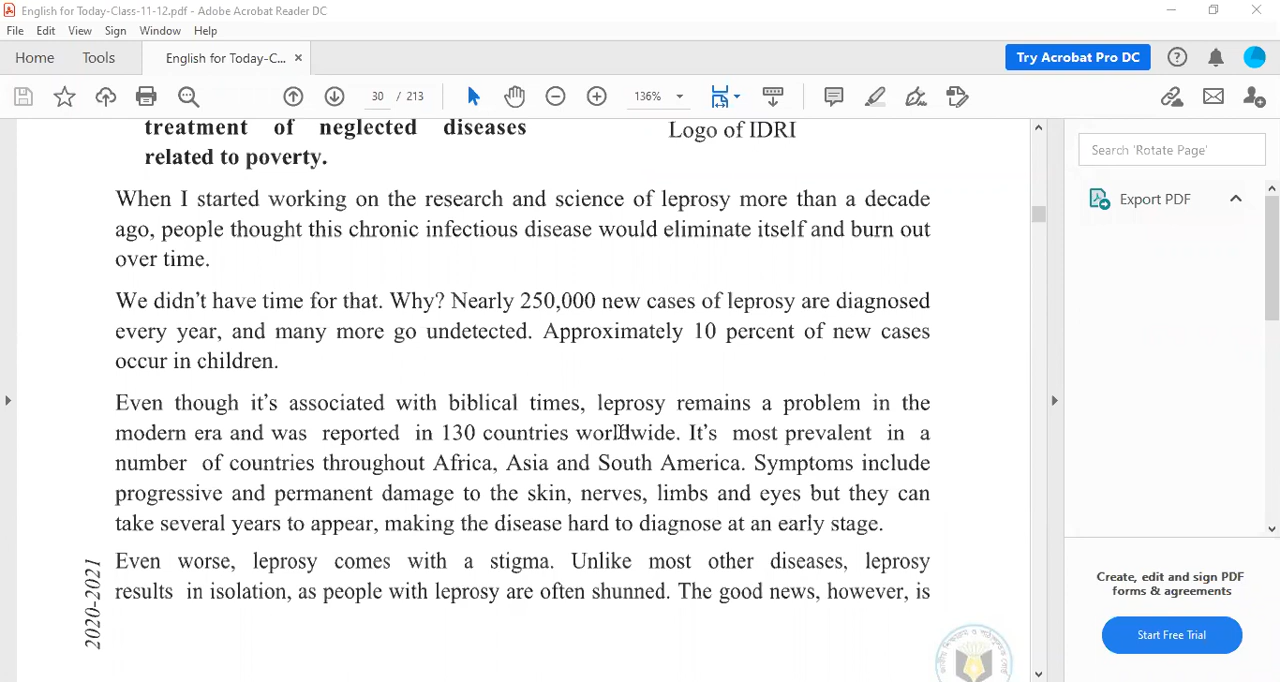 English for Today-Class-11-12.pdf - Adobe Acrobat Reader DC
File Edit View Sign Window Help
Home Tools English for Today-C... ×
Try Acrobat Pro DC
30 / 213 136%
treatment of neglected diseases
related to poverty.
Logo of IDRI
Search 'Rotate Page'
Export PDF
When I started working on the research and science of leprosy more than a decade
ago, people thought this chronic infectious disease would eliminate itself and burn out
over time.
We didn't have time for that. Why? Nearly 250,000 new cases of leprosy are diagnosed
every year, and many more go undetected. Approximately 10 percent of new cases
occur in children.
Even though it's associated with biblical times, leprosy remains a problem in the
modern era and was reported in 130 countries worldwide. It's most prevalent in a
number of countries throughout Africa, Asia and South America. Symptoms include
progressive and permanent damage to the skin, nerves, limbs and eyes but they can
take several years to appear, making the disease hard to diagnose at an early stage.
Even worse, leprosy comes with a stigma. Unlike most other diseases, leprosy
results in isolation, as people with leprosy are often shunned. The good news, however, is
2020-2021
Create, edit and sign PDF
forms & agreements
Start Free Trial